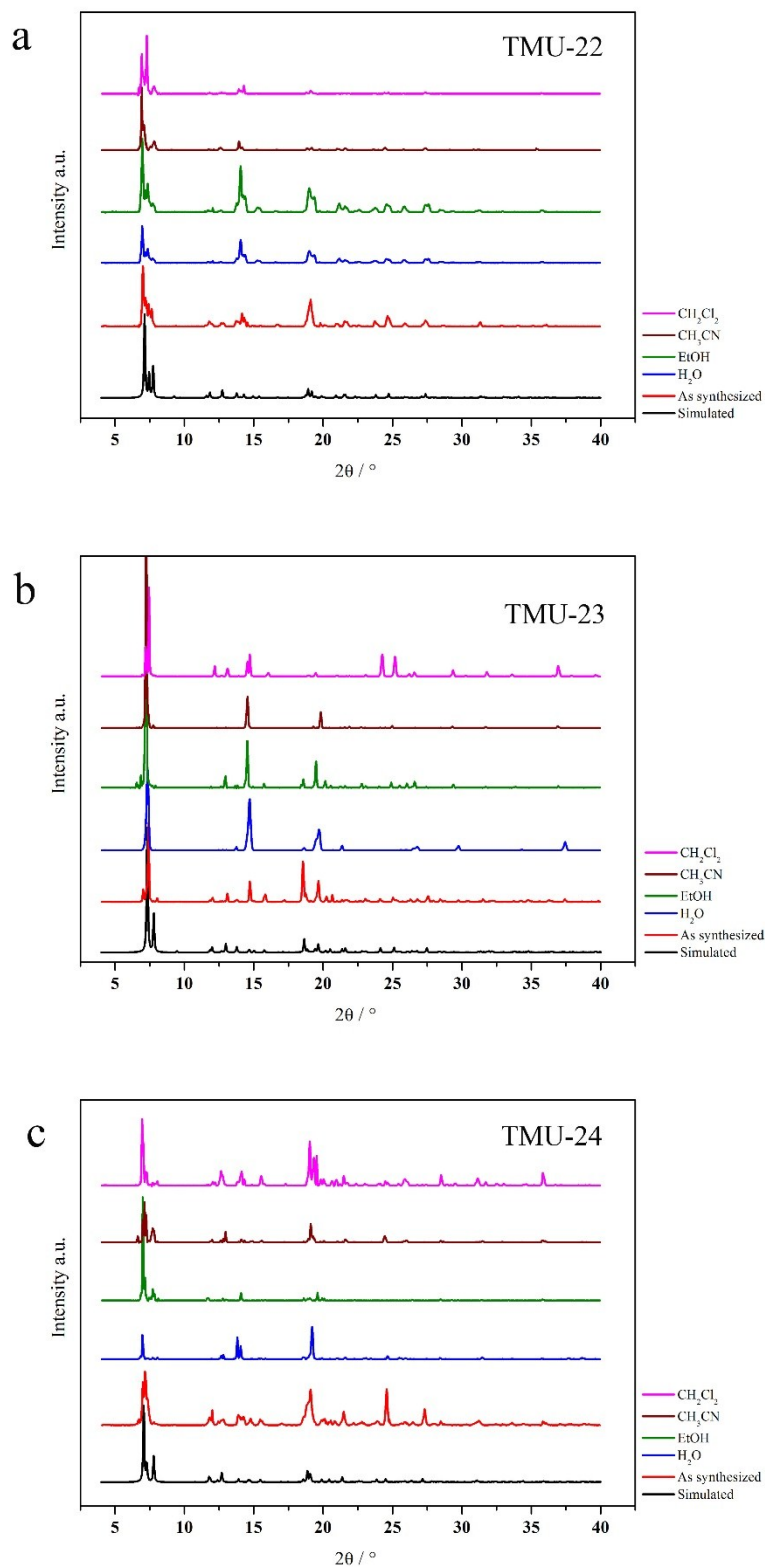 a
TMU-22
Intensity a.u.
CH₂Cl₂
CH₃CN
EtOH
H₂O
As synthesized
Simulated
5 10 15 20 25 30 35 40
2θ / °
b
TMU-23
Intensity a.u.
CH₂Cl₂
CH₃CN
EtOH
H₂O
As synthesized
Simulated
5 10 15 20 25 30 35 40
2θ / °
c
TMU-24
Intensity a.u.
CH₂Cl₂
CH₃CN
EtOH
H₂O
As synthesized
Simulated
5 10 15 20 25 30 35 40
2θ / °